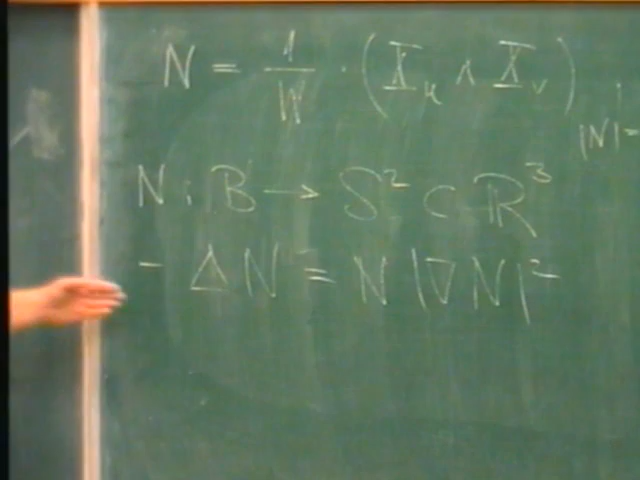 N = 1/W · (X_u ∧ X_v)
|N| =
N : B → S² ⊂ ℝ³
- ΔN = N |∇N|²